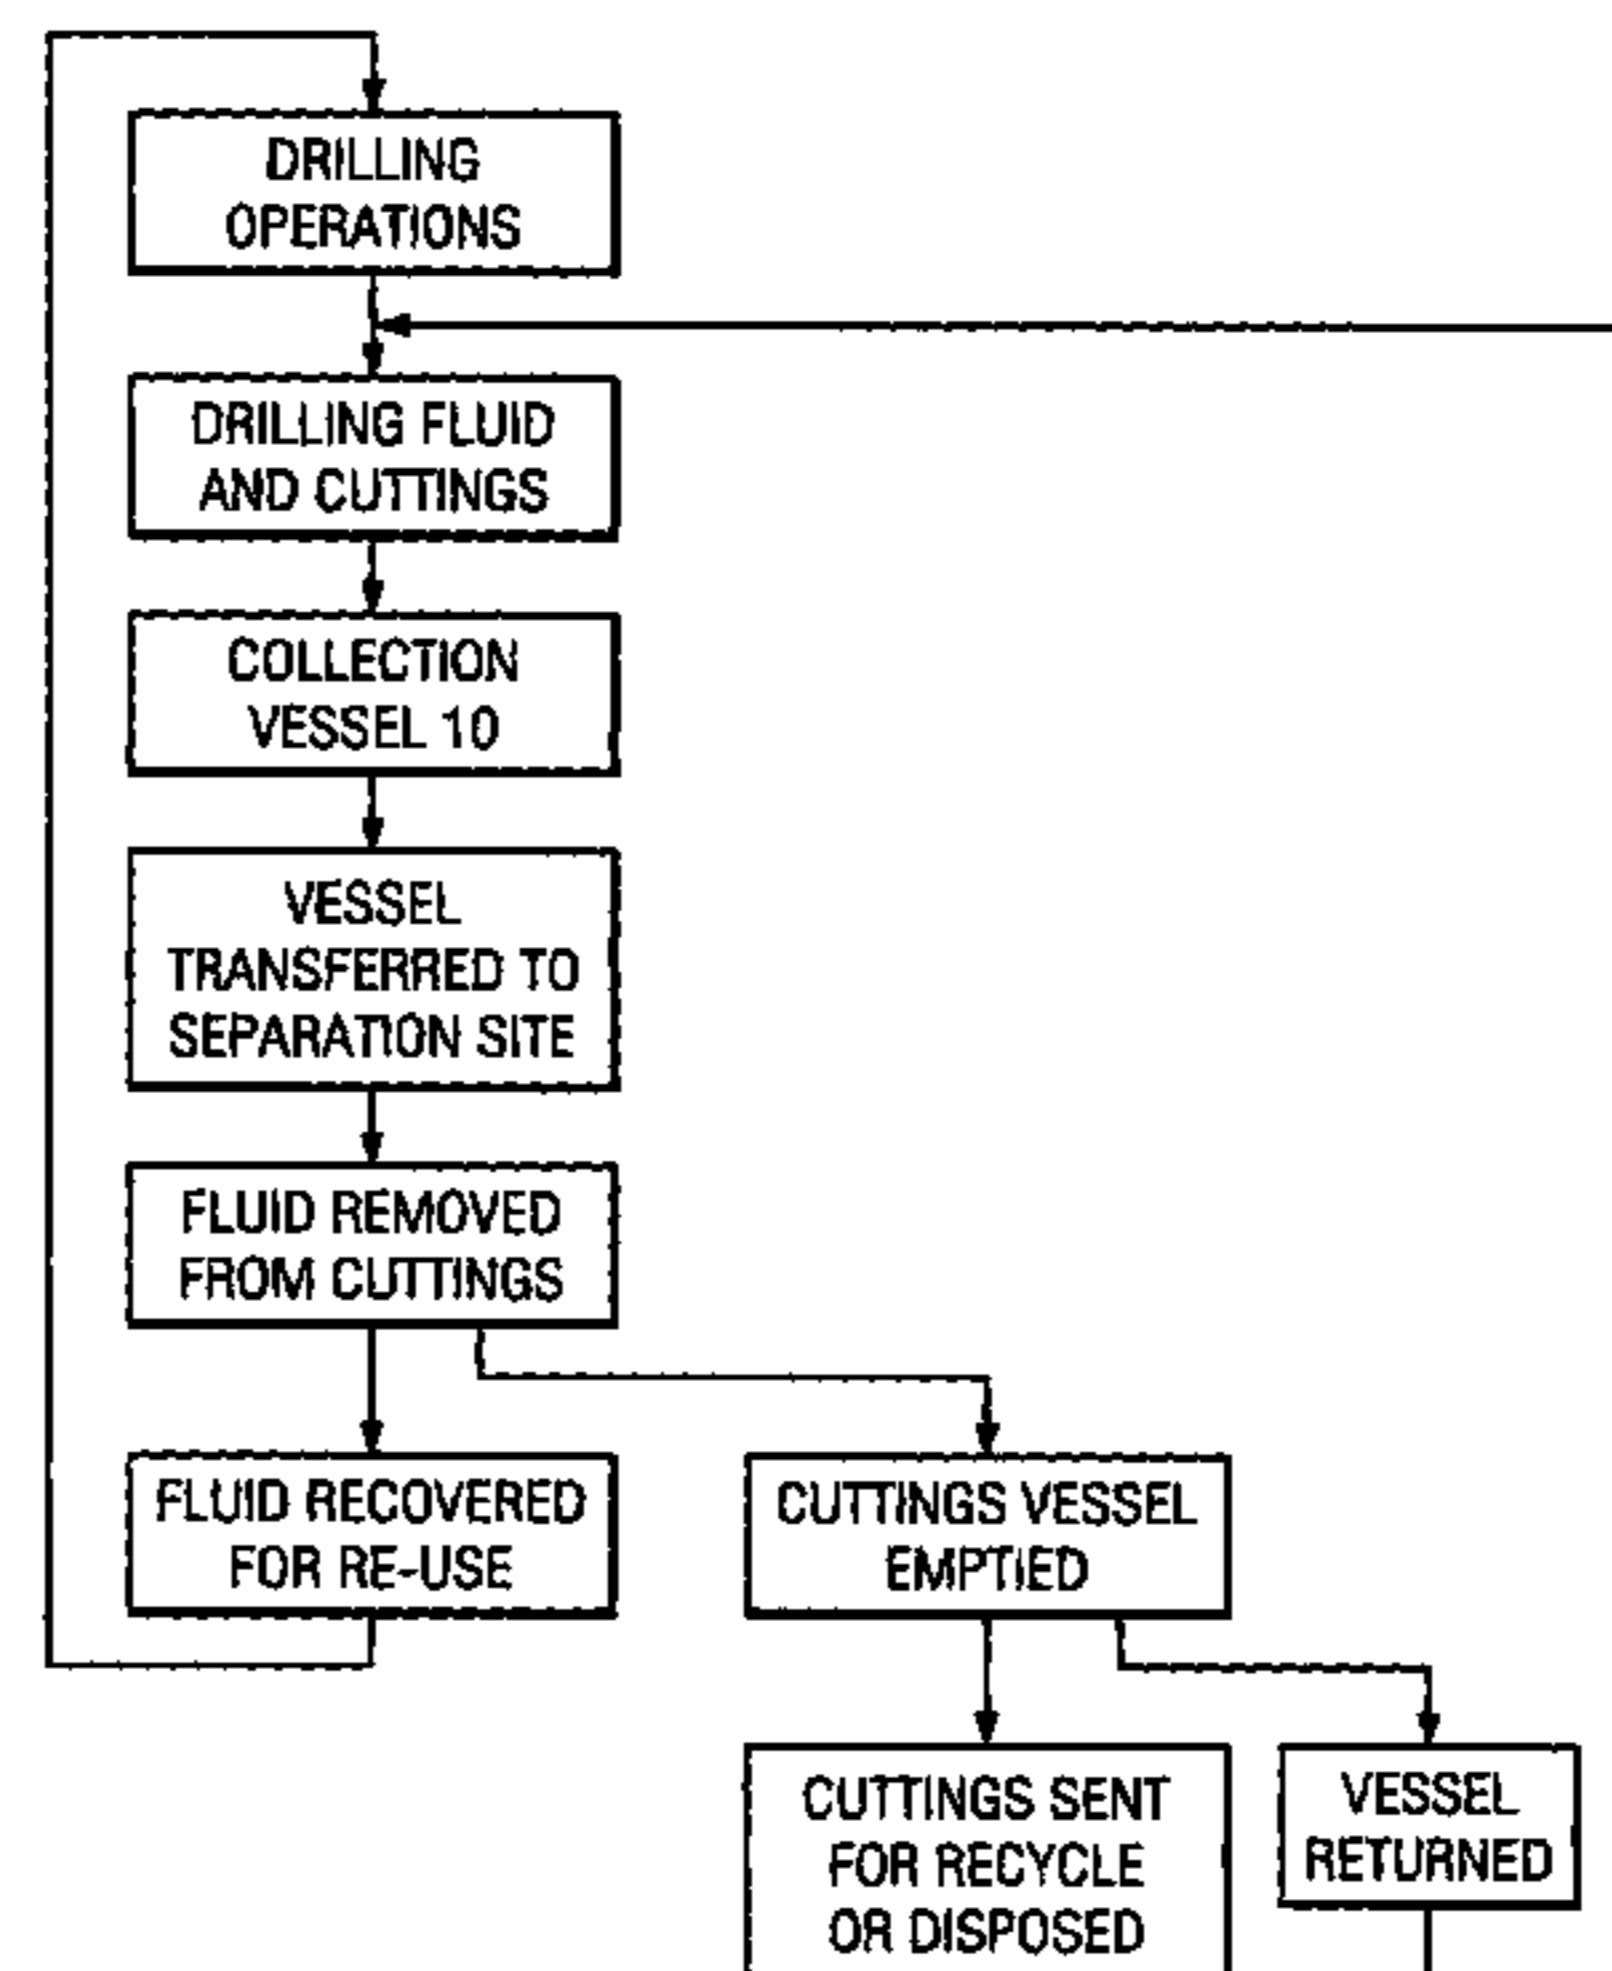 DRILLING
OPERATIONS
DRILLING FLUID
AND CUTTINGS
COLLECTION
VESSEL 10
VESSEL
TRANSFERRED TO
SEPARATION SITE
FLUID REMOVED
FROM CUTTINGS
FLUID RECOVERED
FOR RE-USE
CUTTINGS VESSEL
EMPTIED
CUTTINGS SENT
FOR RECYCLE
OR DISPOSED
VESSEL
RETURNED